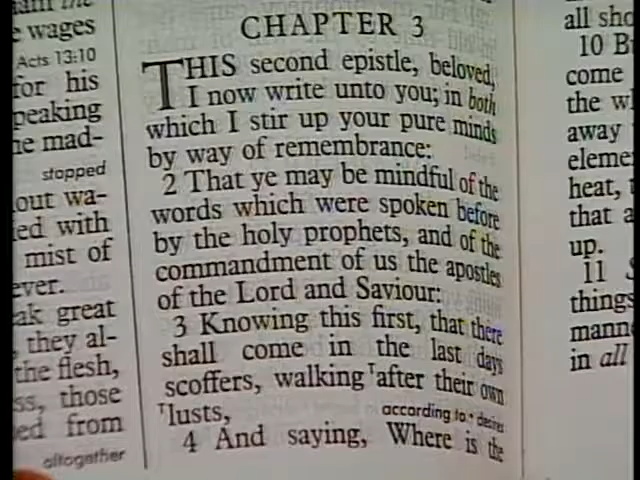 am the
e wages
Acts 13:10
for his
peaking
he mad-
stopped
out wa-
ed with
mist of
ever.
ak great
, they al-
the flesh,
ss, those
ed from
altogether
CHAPTER 3
THIS second epistle, beloved,
I now write unto you; in both
which I stir up your pure minds
by way of remembrance:
2 That ye may be mindful of the
words which were spoken before
by the holy prophets, and of the
commandment of us the apostles
of the Lord and Saviour:
3 Knowing this first, that there
shall come in the last days
scoffers, walking ᵀafter their own
ᵀlusts, according to • desires
4 And saying, Where is the
all sho
10 B
come
the w
away
eleme
heat, t
that a
up.
11 S
things
mann
in all